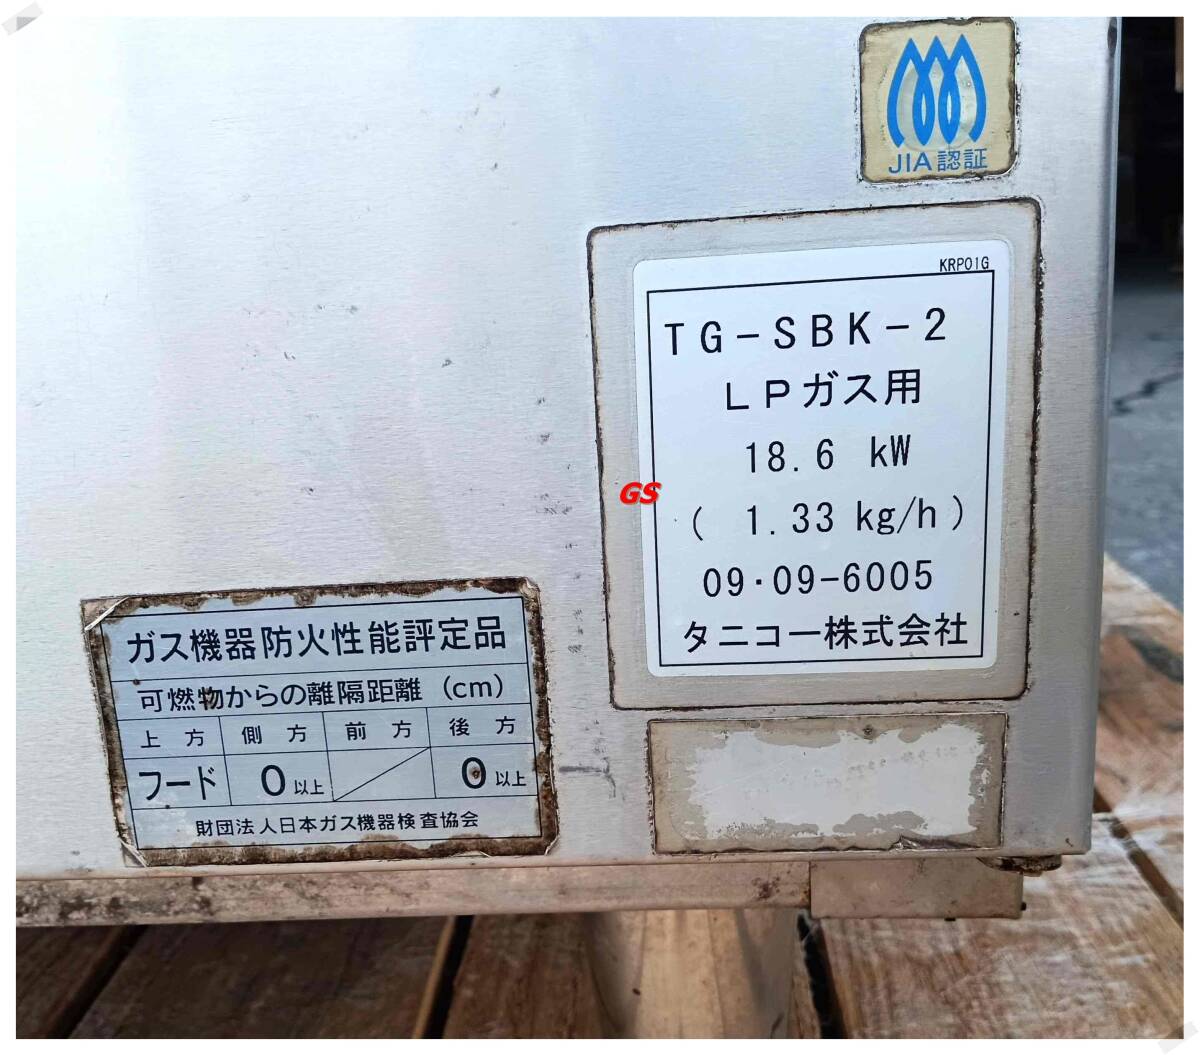 JIA認証
KRP01G
TG-SBK-2
LPガス用
18.6 kW
( 1.33 kg/h )
09・09-6005
タニコー株式会社
GS
ガス機器防火性能評定品
可燃物からの離隔距離 (cm)
上方 側方 前方 後方
フード 0以上 0以上
財団法人日本ガス機器検査協会